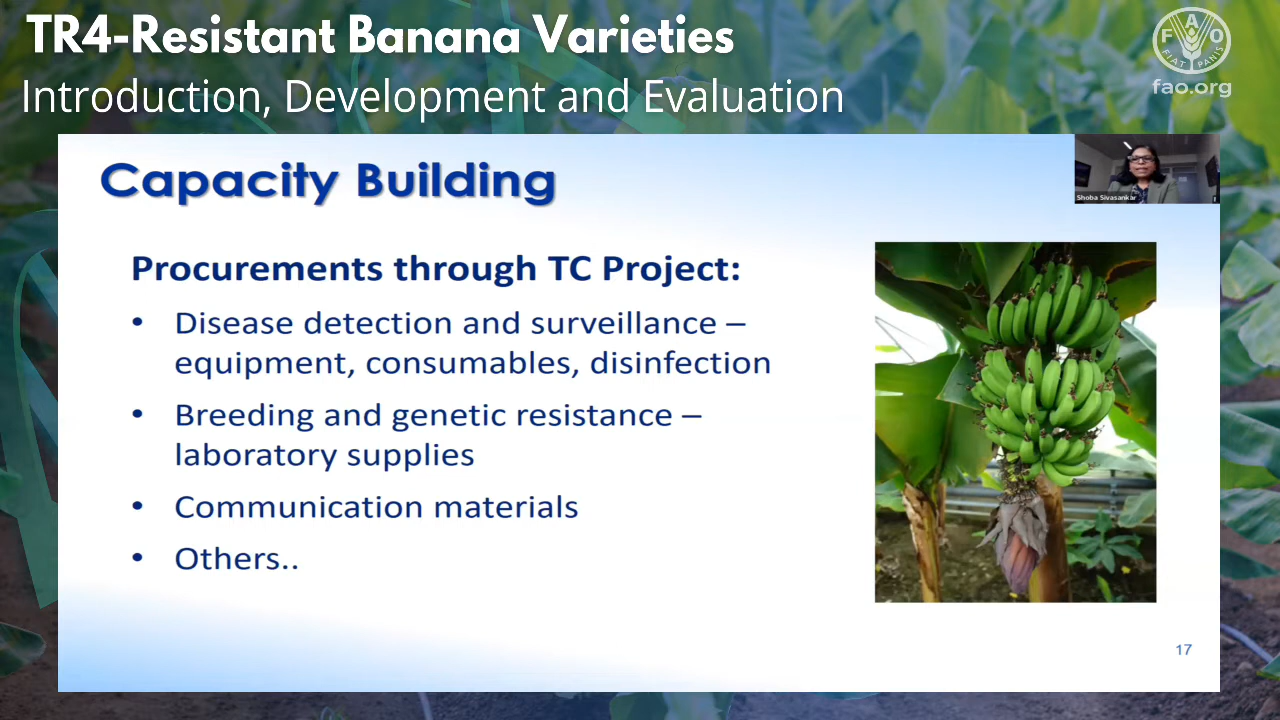 TR4-Resistant Banana Varieties
Introduction, Development and Evaluation
F A O
FIAT PANIS
fao.org
Capacity Building
Shoba Sivasankar
Procurements through TC Project:
• Disease detection and surveillance –
equipment, consumables, disinfection
• Breeding and genetic resistance –
laboratory supplies
• Communication materials
• Others..
17